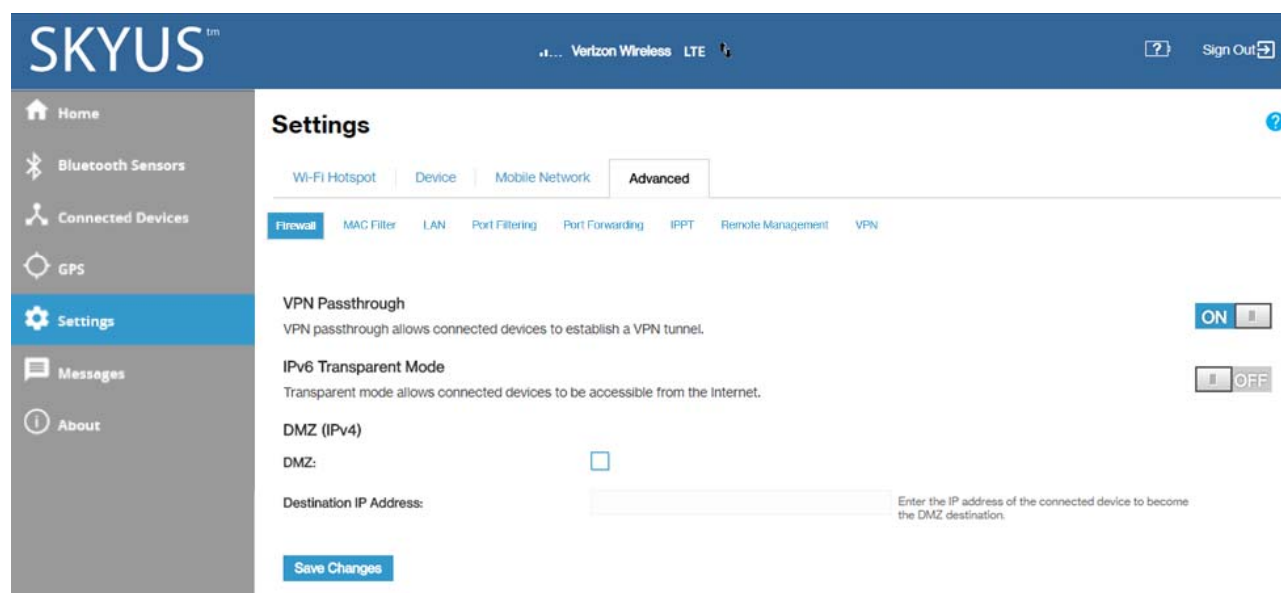 SKYUS tm
Verizon Wireless LTE
Sign Out
Home
Bluetooth Sensors
Connected Devices
GPS
Settings
Messages
About
Settings
Wi-Fi Hotspot Device Mobile Network Advanced
Firewall MAC Filter LAN Port Filtering Port Forwarding IPPT Remote Management VPN
VPN Passthrough
ON
VPN passthrough allows connected devices to establish a VPN tunnel.
IPv6 Transparent Mode
OFF
Transparent mode allows connected devices to be accessible from the Internet.
DMZ (IPv4)
DMZ:
Destination IP Address:
Enter the IP address of the connected device to become
the DMZ destination.
Save Changes